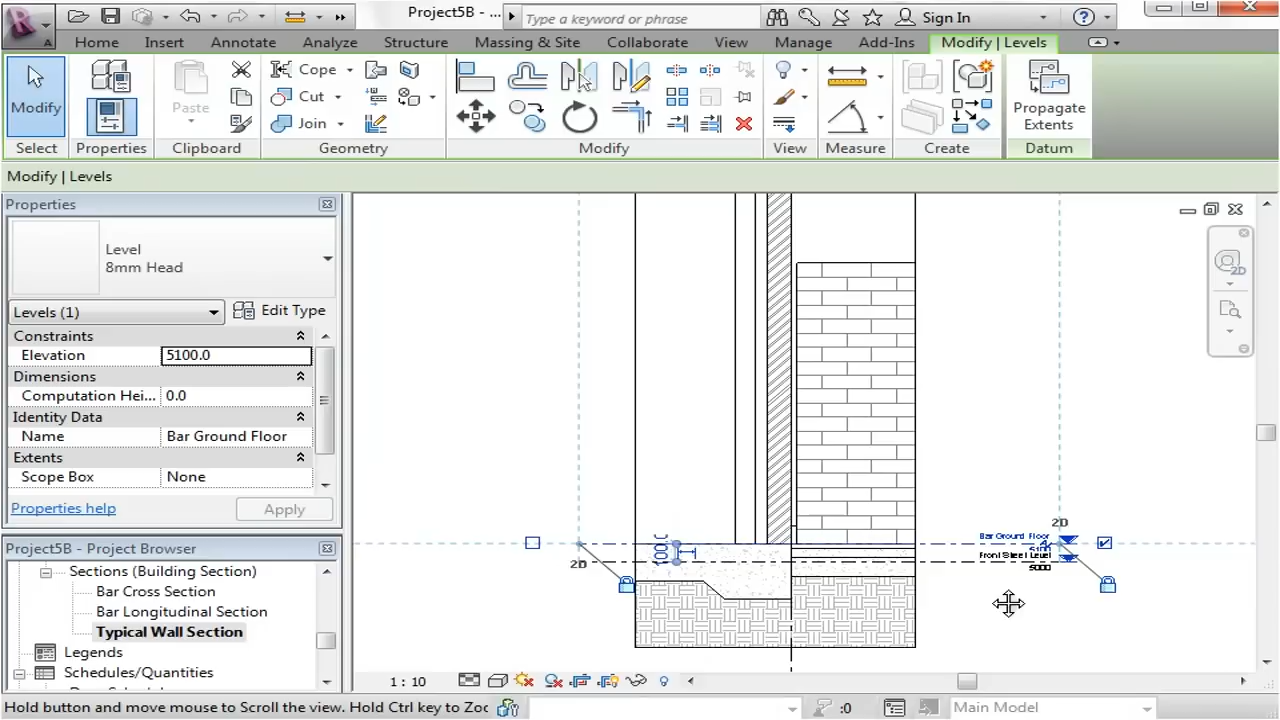 Project5B - ...
Type a keyword or phrase
Sign In
Home
Insert
Annotate
Analyze
Structure
Massing & Site
Collaborate
View
Manage
Add-Ins
Modify | Levels
Modify
Paste
Cope
Cut
Join
Propagate
Extents
Select
Properties
Clipboard
Geometry
Modify
View
Measure
Create
Datum
Modify | Levels
Properties
Level
8mm Head
Levels (1)
Edit Type
Constraints
Elevation
5100.0
Dimensions
Computation Hei...
0.0
Identity Data
Name
Bar Ground Floor
Extents
Scope Box
None
Properties help
Apply
Project5B - Project Browser
Sections (Building Section)
Bar Cross Section
Bar Longitudinal Section
Typical Wall Section
Legends
Schedules/Quantities
2D
2D
2D
Bar Ground Floor
5100
Front Street Level
5000
1 : 10
Hold button and move mouse to Scroll the view. Hold Ctrl key to Zoo
:0
Main Model